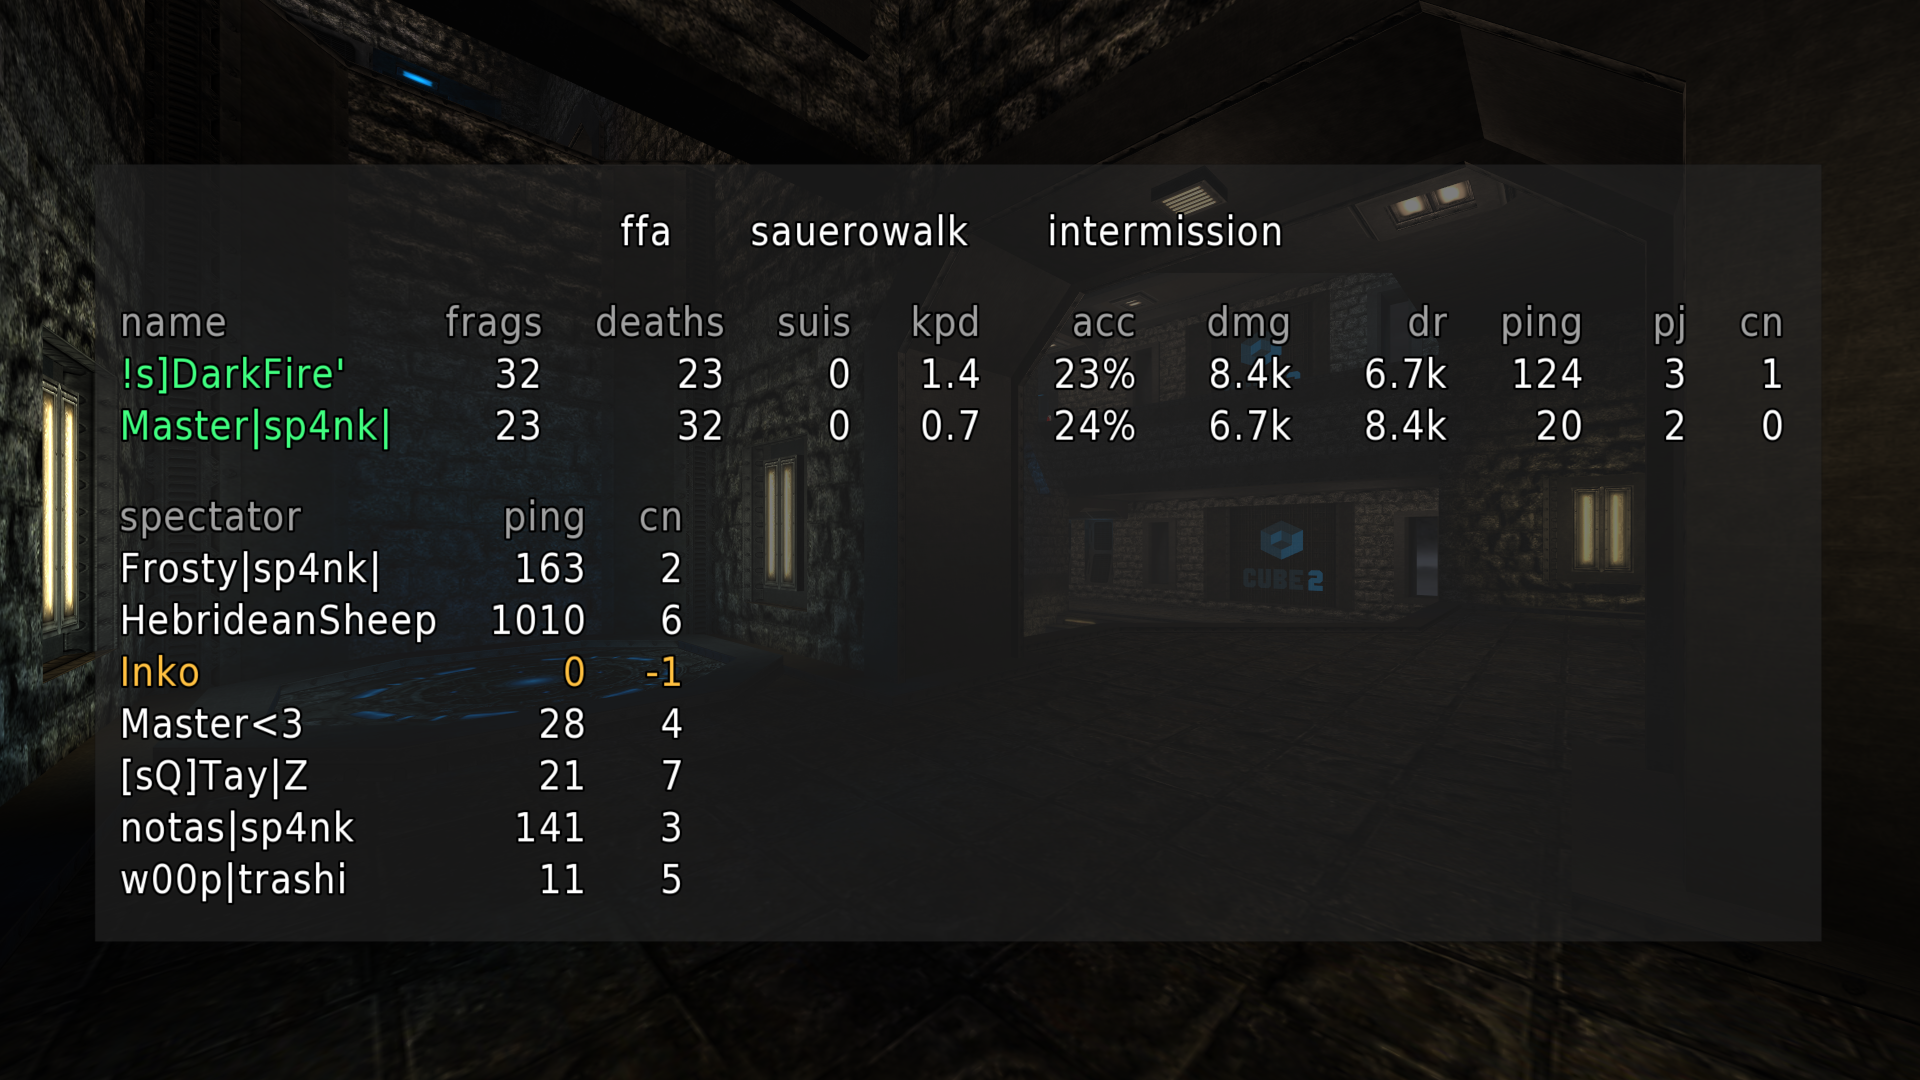 ffa sauerowalk intermission
name frags deaths suis kpd acc dmg dr ping pj cn
!s]DarkFire' 32 23 0 1.4 23% 8.4k 6.7k 124 3 1
Master|sp4nk| 23 32 0 0.7 24% 6.7k 8.4k 20 2 0
spectator ping cn
Frosty|sp4nk| 163 2
HebrideanSheep 1010 6
CUBE 2
Inko 0 -1
Master<3 28 4
[sQ]Tay|Z 21 7
notas|sp4nk 141 3
w00p|trashi 11 5